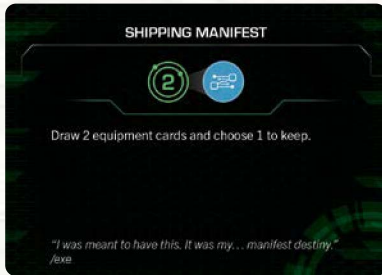 SHIPPING MANIFEST
2
Draw 2 equipment cards and choose 1 to keep.
"I was meant to have this. It was my... manifest destiny."
/exe